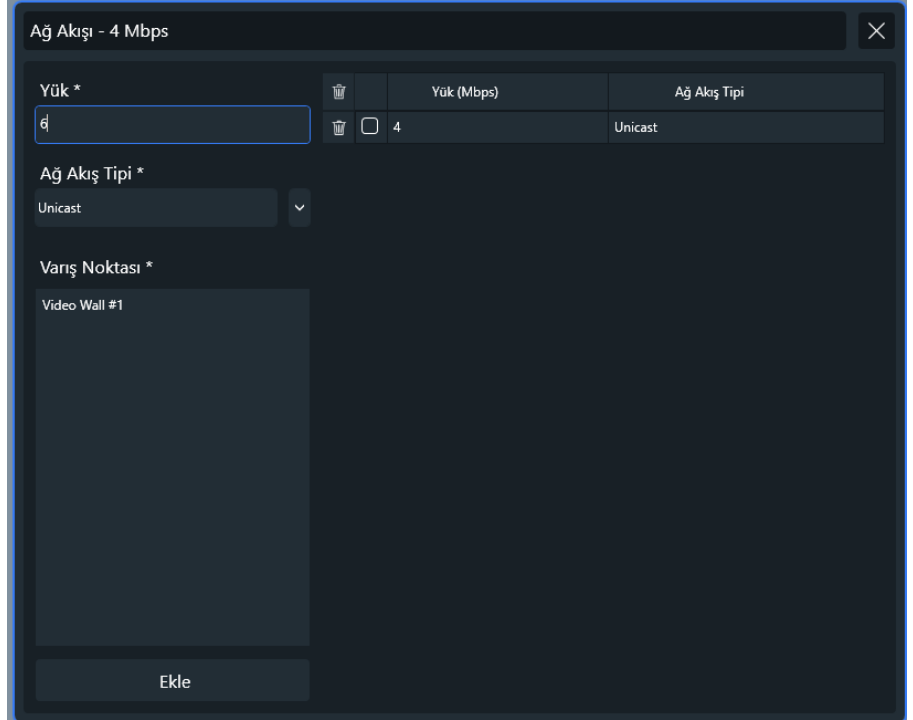 Ağ Akışı - 4 Mbps
Yük *
6
Ağ Akış Tipi *
Unicast
Varış Noktası *
Video Wall #1
Ekle
Yük (Mbps) Ağ Akış Tipi
4 Unicast